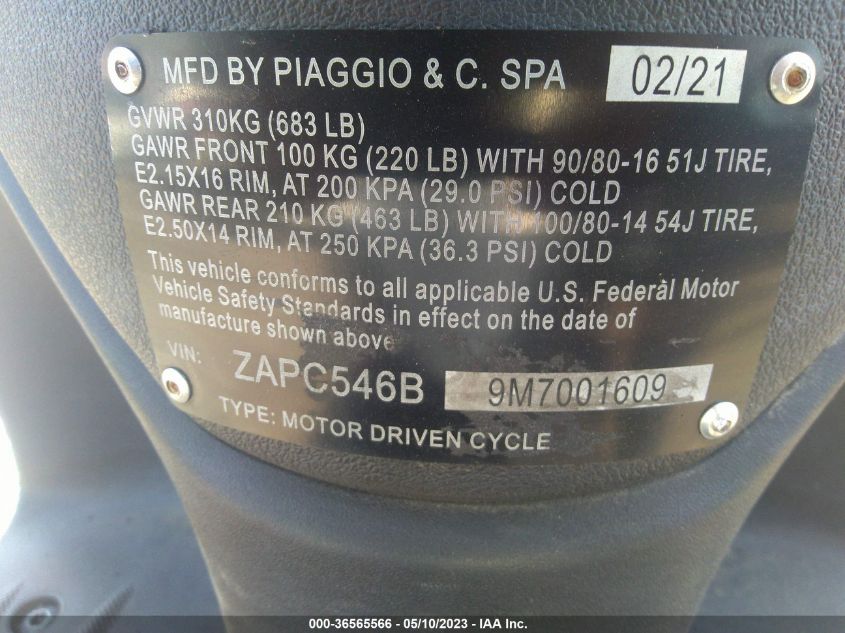 MFD BY PIAGGIO & C. SPA 02/21
GVWR 310KG (683 LB)
GAWR FRONT 100 KG (220 LB) WITH 90/80-16 51J TIRE,
E2.15X16 RIM, AT 200 KPA (29.0 PSI) COLD
GAWR REAR 210 KG (463 LB) WITH 100/80-14 54J TIRE,
E2.50X14 RIM, AT 250 KPA (36.3 PSI) COLD
This vehicle conforms to all applicable U.S. Federal Motor
Vehicle Safety Standards in effect on the date of
manufacture shown above
VIN: ZAPC546B 9M7001609
TYPE: MOTOR DRIVEN CYCLE
000-36565566 - 05/10/2023 - IAA Inc.